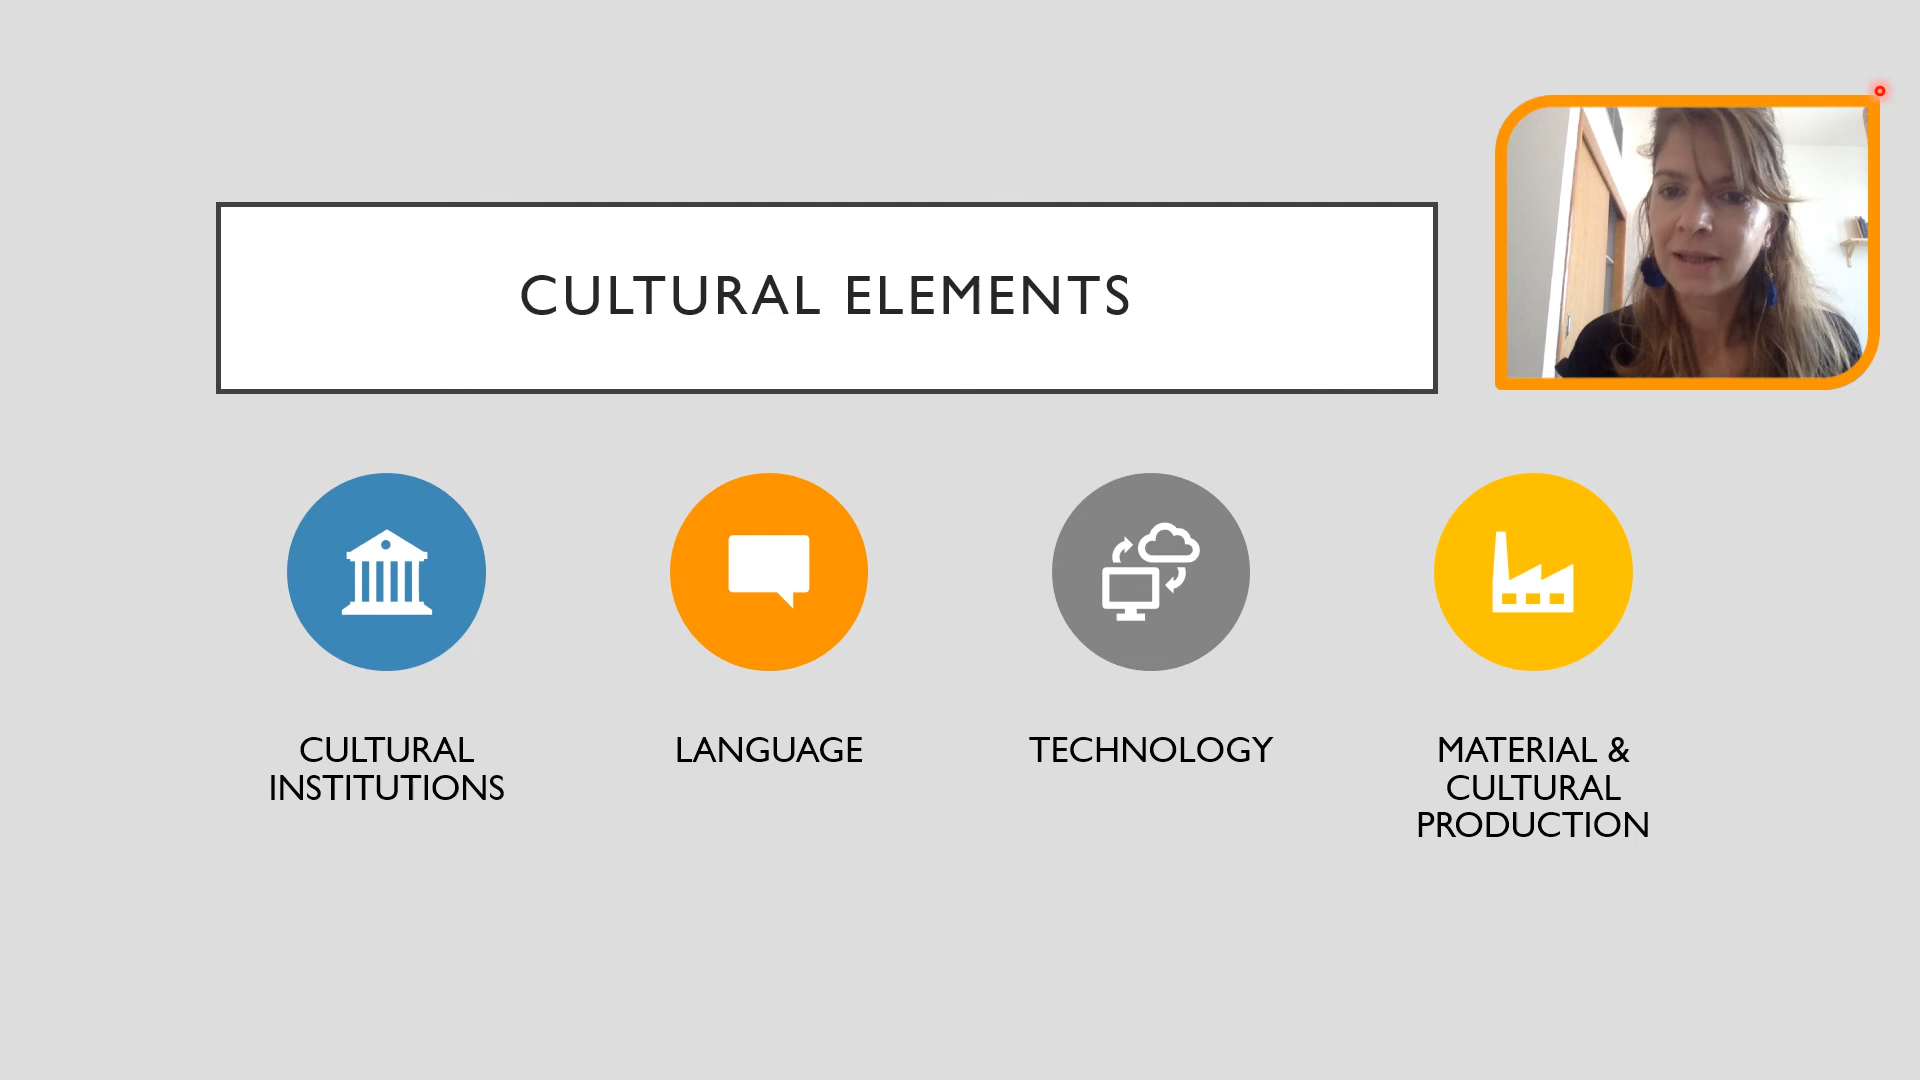 CULTURAL ELEMENTS
CULTURAL
INSTITUTIONS
LANGUAGE
TECHNOLOGY
MATERIAL &
CULTURAL
PRODUCTION